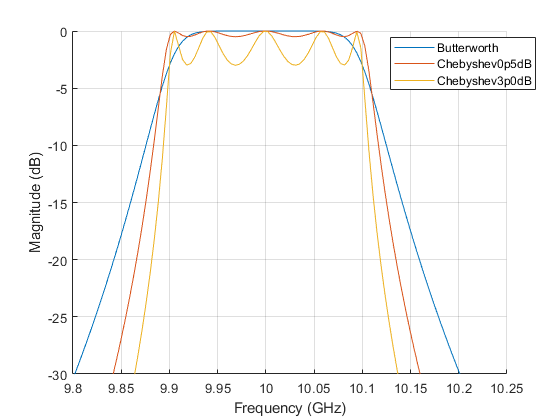 0
-5
-10
-15
-20
-25
-30
Magnitude (dB)
9.8 9.85 9.9 9.95 10 10.05 10.1 10.15 10.2 10.25
Frequency (GHz)
Butterworth
Chebyshev0p5dB
Chebyshev3p0dB